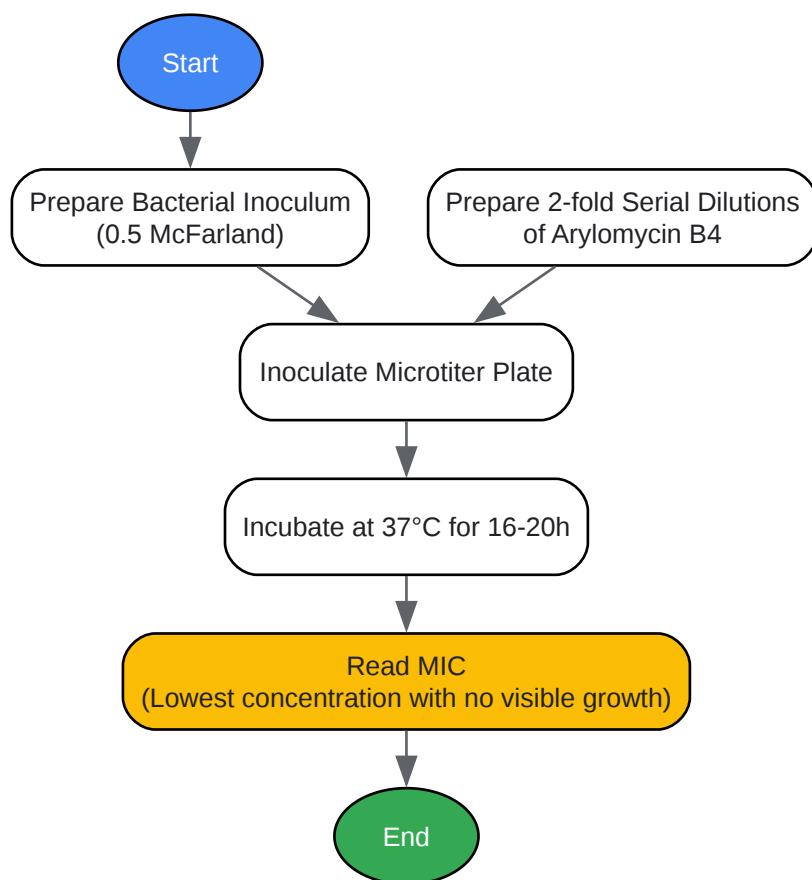 Start
Prepare Bacterial Inoculum
(0.5 McFarland)
Prepare 2-fold Serial Dilutions
of Arylomycin B4
Inoculate Microtiter Plate
Incubate at 37°C for 16-20h
Read MIC
(Lowest concentration with no visible growth)
End